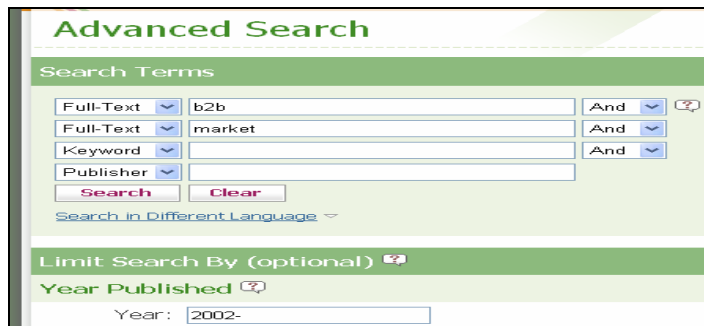 Advanced Search
Search Terms
Full-Text b2b And ?
Full-Text market And
Keyword And
Publisher
Search Clear
Search in Different Language
Limit Search By (optional) ?
Year Published ?
Year: 2002-